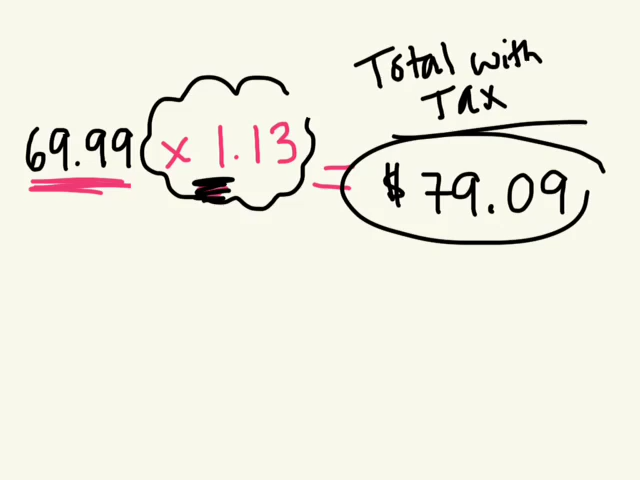 Total with
Tax
69.99 x 1.13 = $79.09